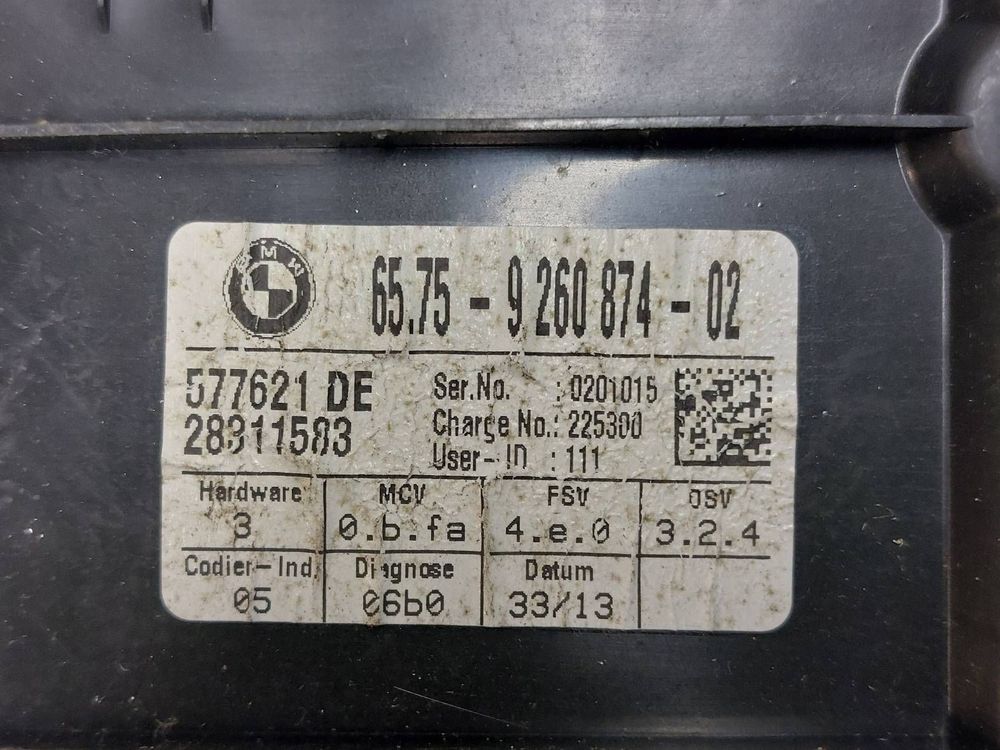 BMW
65.75 - 9 260 874 - 02
577621 DE
28311583
Ser.No. : 0201015
Charge No.: 225300
User-ID : 111
Hardware MCV FSV OSV
3 0.b.fa 4.e.0 3.2.4
Codier-Ind. Diagnose Datum
05 06b0 33/13